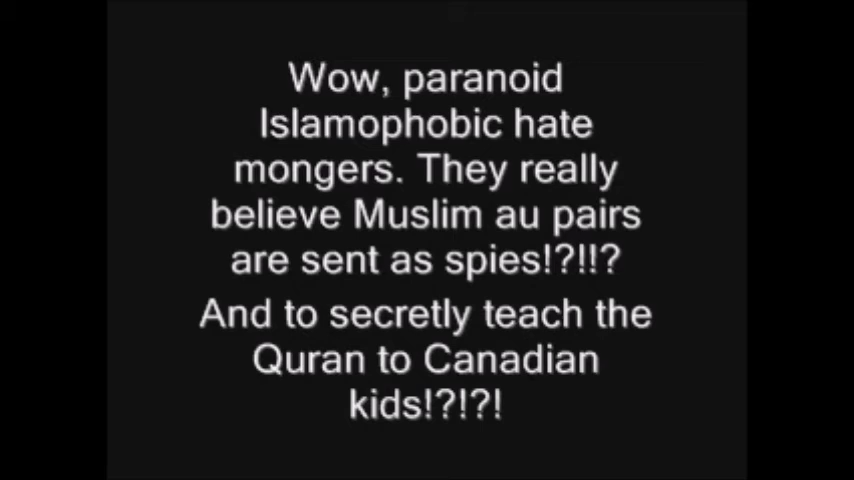 Wow, paranoid
Islamophobic hate
mongers. They really
believe Muslim au pairs
are sent as spies!?!!?
And to secretly teach the
Quran to Canadian
kids!?!?!